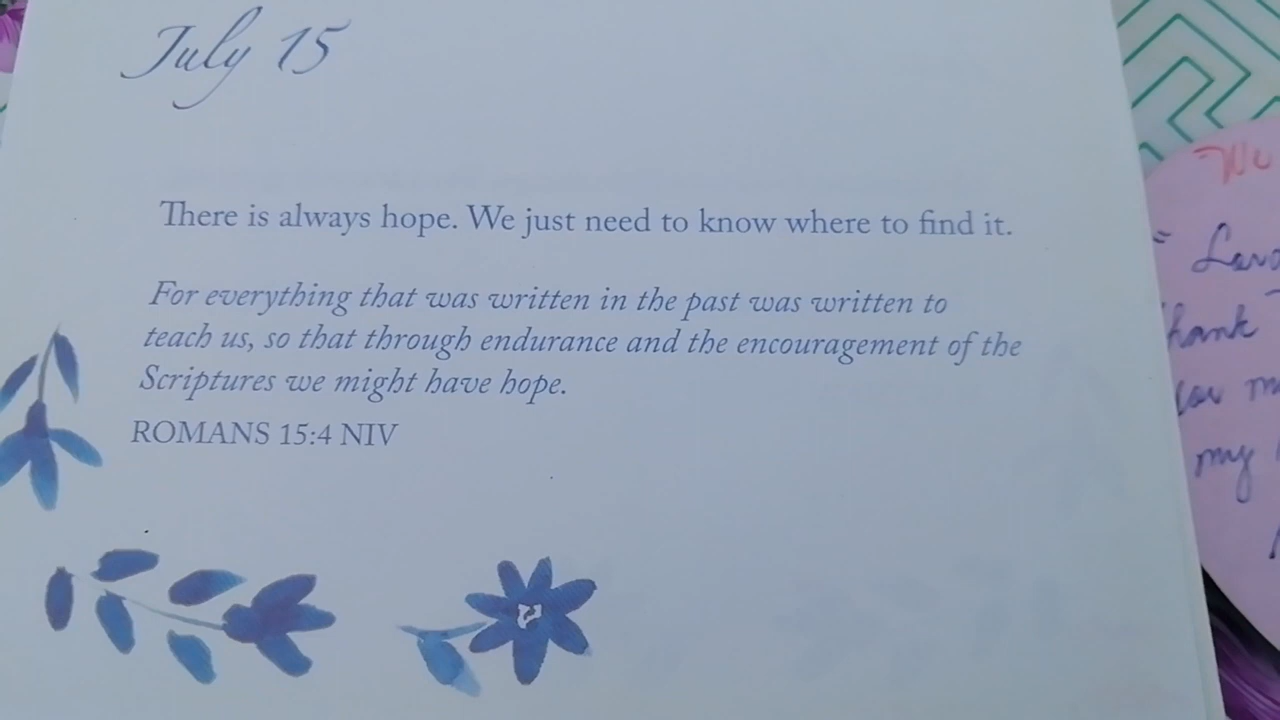 July 15
There is always hope. We just need to know where to find it.
For everything that was written in the past was written to
teach us, so that through endurance and the encouragement of the
Scriptures we might have hope.
ROMANS 15:4 NIV
my